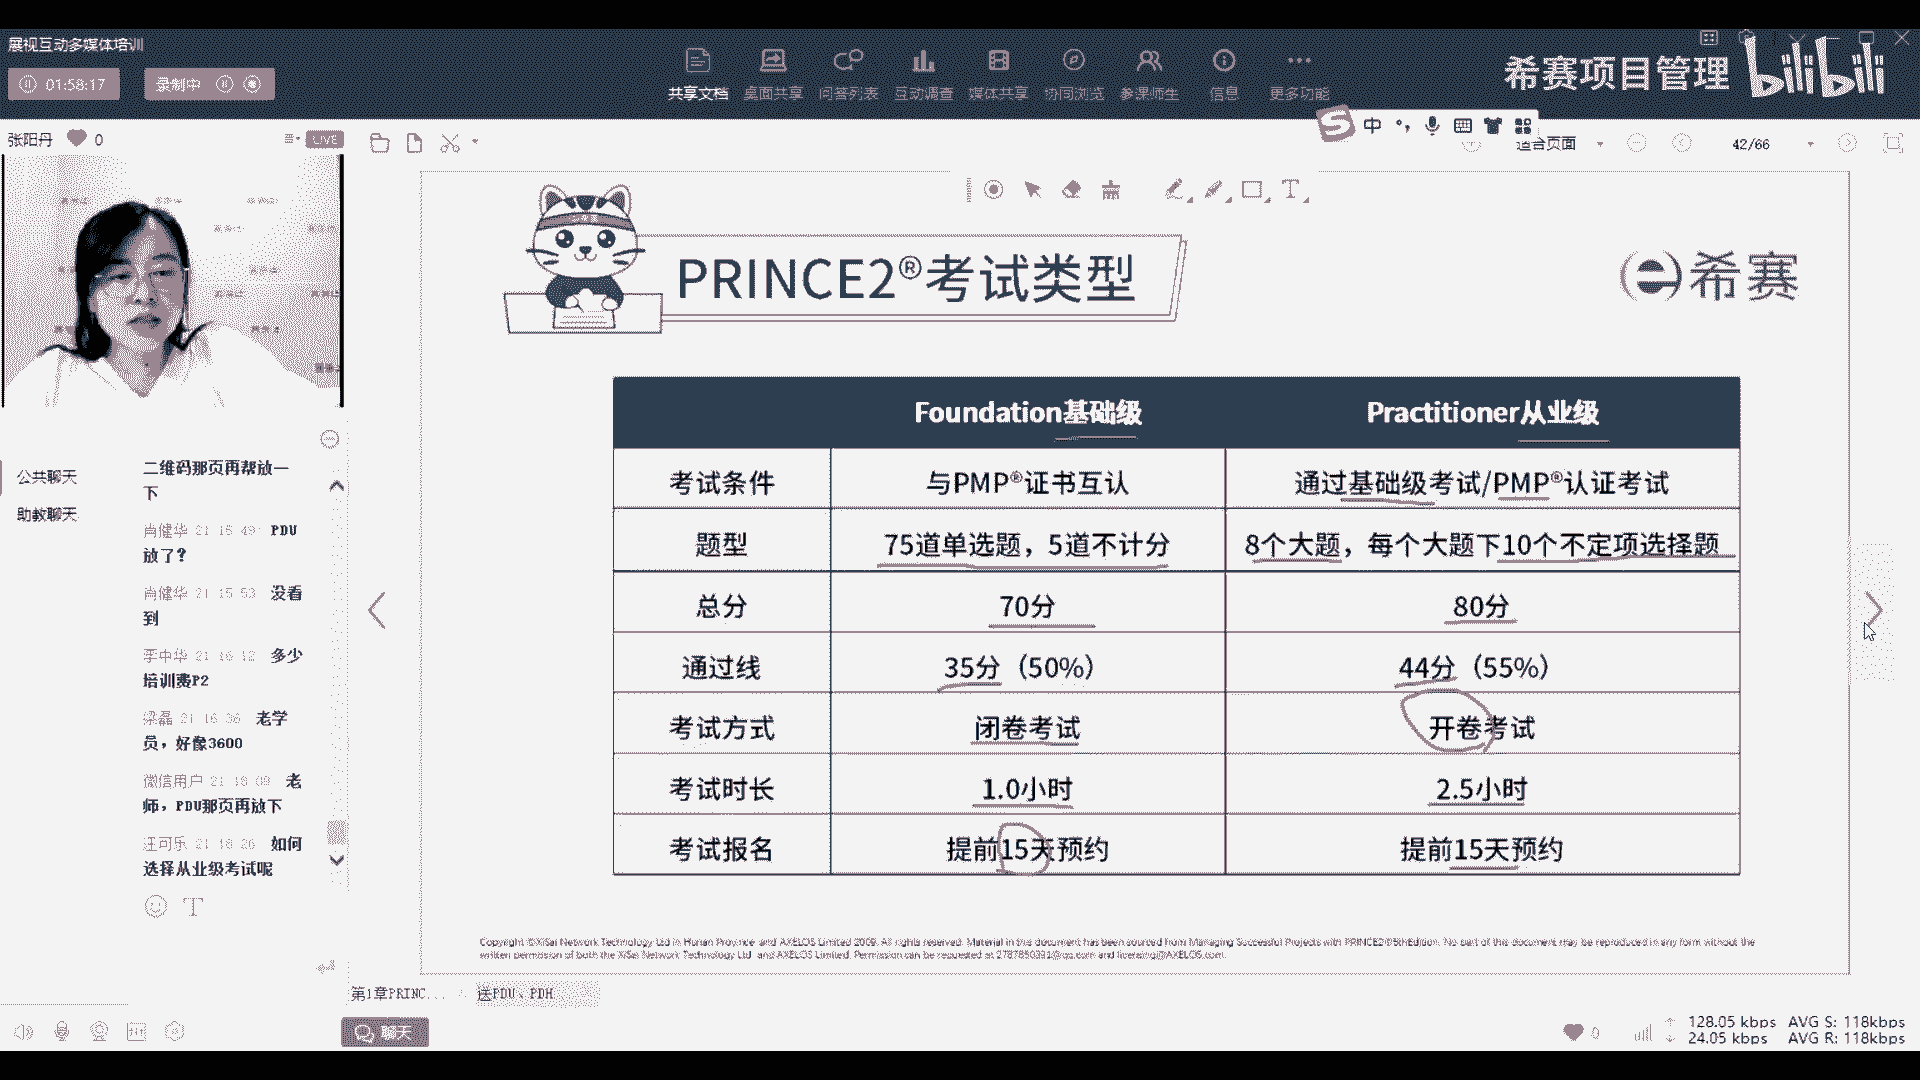 展视互动多媒体培训
01:58:17
录制中
共享文档 桌面共享 问答列表 互动调查 媒体共享 协同浏览 参课师生 信息 更多功能
希赛项目管理 bilibili
中
张阳丹 0
LIVE
适合页面
42/66
PRINCE2®考试类型
希赛
Foundation基础级 Practitioner从业级
考试条件 与PMP®证书互认 通过基础级考试/PMP®认证考试
题型 75道单选题，5道不计分 8个大题，每个大题下10个不定项选择题
总分 70分 80分
通过线 35分（50%） 44分（55%）
考试方式 闭卷考试 开卷考试
考试时长 1.0小时 2.5小时
考试报名 提前15天预约 提前15天预约
公共聊天
助教聊天
二维码那页再帮放一
下
肖健华 21:15:49 PDU
放了？
肖健华 21:15:53 没看
到
李中华 21:16:12 多少
培训费P2
梁磊 21:16:36 老学
员，好像3600
微信用户 21:18:09 老
师，PDU那页再放下
汪可乐 21:18:26 如何
选择从业级考试呢
Copyright ©XiSai Network Technology Ltd in Hunan Province and AXELOS Limited 2009. All rights reserved. Material in this document has been sourced from Managing Successful Projects with PRINCE2® 5th Edition. No part of this document may be reproduced in any form without the
written permission of both the XiSai Network Technology Ltd and AXELOS Limited. Permission can be requested at and licensing@AXELOS.com.
第1章PRINC... 送PDU、PDH
聊天
0
128.05 kbps AVG S: 118kbps
24.05 kbps AVG R: 118kbps